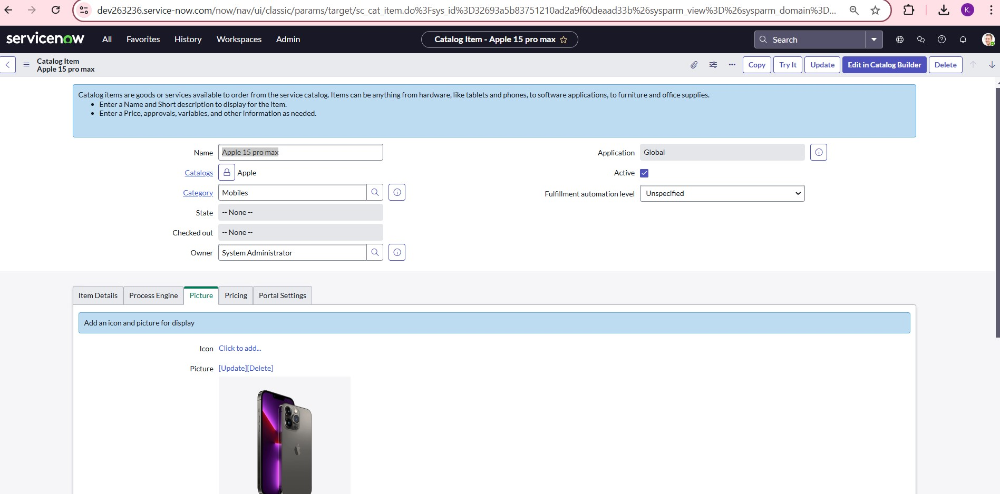 dev263236.service-now.com/now/nav/ui/classic/params/target/sc_cat_item.do%3Fsys_id%3D32693a5b83751210ad2a9f60deaad33b%26sysparm_view%3D%26sysparm_domain%3D...
K.
servicenow All Favorites History Workspaces Admin Catalog Item - Apple 15 pro max Search
Catalog Item
Apple 15 pro max
Copy Try It Update Edit in Catalog Builder Delete
Catalog items are goods or services available to order from the service catalog. Items can be anything from hardware, like tablets and phones, to software applications, to furniture and office supplies.
• Enter a Name and Short description to display for the item.
• Enter a Price, approvals, variables, and other information as needed.
Name Apple 15 pro max Application Global
Catalogs Apple Active
Category Mobiles Fulfillment automation level Unspecified
State -- None --
Checked out -- None --
Owner System Administrator
Item Details Process Engine Picture Pricing Portal Settings
Add an icon and picture for display
Icon Click to add...
Picture [Update][Delete]